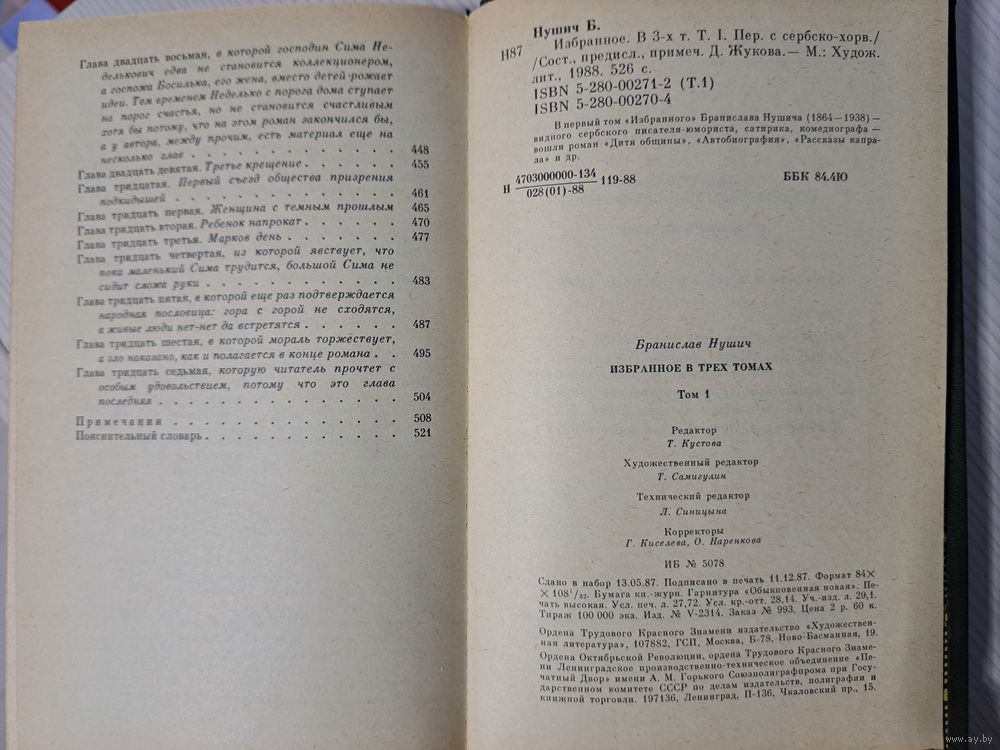 Глава двадцать восьмая, в которой господин Сима Не-
делькович едва не становится коллекционером,
а госпожа Босилька, его жена, вместо детей рожает
идеи. Тем временем Неделько с порога дома ступает
на порог счастья, но не становится счастливым
хотя бы потому, что на этом роман закончился бы,
а у автора, между прочим, есть материал еще на
несколько глав . . . . . . . . . . . . . 448
Глава двадцать девятая. Третье крещение . . . . . . 455
Глава тридцатая. Первый съезд общества призрения
подкидышей . . . . . . . . . . . . . . 461
Глава тридцать первая. Женщина с темным прошлым 465
Глава тридцать вторая. Ребенок напрокат . . . . . . 470
Глава тридцать третья. Марков день . . . . . . . 477
Глава тридцать четвертая, из которой явствует, что
пока маленький Сима трудится, большой Сима не
сидит сложа руки . . . . . . . . . . . . 483
Глава тридцать пятая, в которой еще раз подтверждается
народная пословица: гора с горой не сходятся,
а живые люди нет-нет да встретятся . . . . . . 487
Глава тридцать шестая, в которой мораль торжествует,
а зло наказано, как и полагается в конце романа . . 495
Глава тридцать седьмая, которую читатель прочтет с
особым удовольствием, потому что это глава
последняя . . . . . . . . . . . . . . 504
Примечания . . . . . . . . . . . . . . 508
Пояснительный словарь . . . . . . . . . . . 521
Нушич Б.
Н87 Избранное. В 3-х т. Т. I. Пер. с сербско-хорв./
/Сост., предисл., примеч. Д. Жукова.— М.: Худож.
лит., 1988. 526 с.
ISBN 5-280-00271-2 (Т.1)
ISBN 5-280-00270-4
В первый том «Избранного» Бранислава Нушича (1864—1938) —
видного сербского писателя-юмориста, сатирика, комедиографа —
вошли роман «Дитя общины», «Автобиография», «Рассказы капра-
ла» и др.
Н 4703000000-134 119-88 ББК 84.4Ю
028(01)-88
Бранислав Нушич
ИЗБРАННОЕ В ТРЕХ ТОМАХ
Том 1
Редактор
Т. Кустова
Художественный редактор
Т. Самигулин
Технический редактор
Л. Синицына
Корректоры
Г. Киселева, О. Наренкова
ИБ № 5078
Сдано в набор 13.05.87. Подписано в печать 11.12.87. Формат 84×
× 108¹/₃₂. Бумага кн.-журн. Гарнитура «Обыкновенная новая». Пе-
чать высокая. Усл. печ. л. 27,72. Усл. кр.-отт. 28,14. Уч.-изд. л. 29,1.
Тираж 100 000 экз. Изд. № V-2314. Заказ № 993. Цена 2 р. 60 к.
Ордена Трудового Красного Знамени издательство «Художествен-
ная литература», 107882, ГСП, Москва, Б-78, Ново-Басманная, 19.
Ордена Октябрьской Революции, ордена Трудового Красного Знаме-
ни Ленинградское производственно-техническое объединение «Пе-
чатный Двор» имени А. М. Горького Союзполиграфпрома при Госу-
дарственном комитете СССР по делам издательств, полиграфии и
книжной торговли. 197136, Ленинград, П-136, Чкаловский пр., 15.
www.ay.by